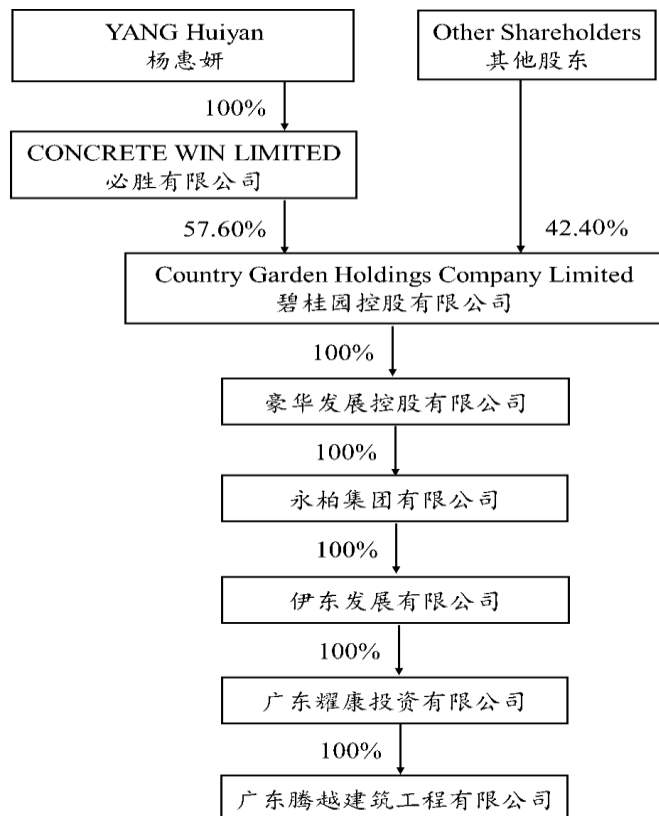 YANG Huiyan
杨惠妍
Other Shareholders
其他股东
100%
CONCRETE WIN LIMITED
必胜有限公司
57.60%
42.40%
Country Garden Holdings Company Limited
碧桂园控股有限公司
100%
豪华发展控股有限公司
100%
永柏集团有限公司
100%
伊东发展有限公司
100%
广东耀康投资有限公司
100%
广东腾越建筑工程有限公司